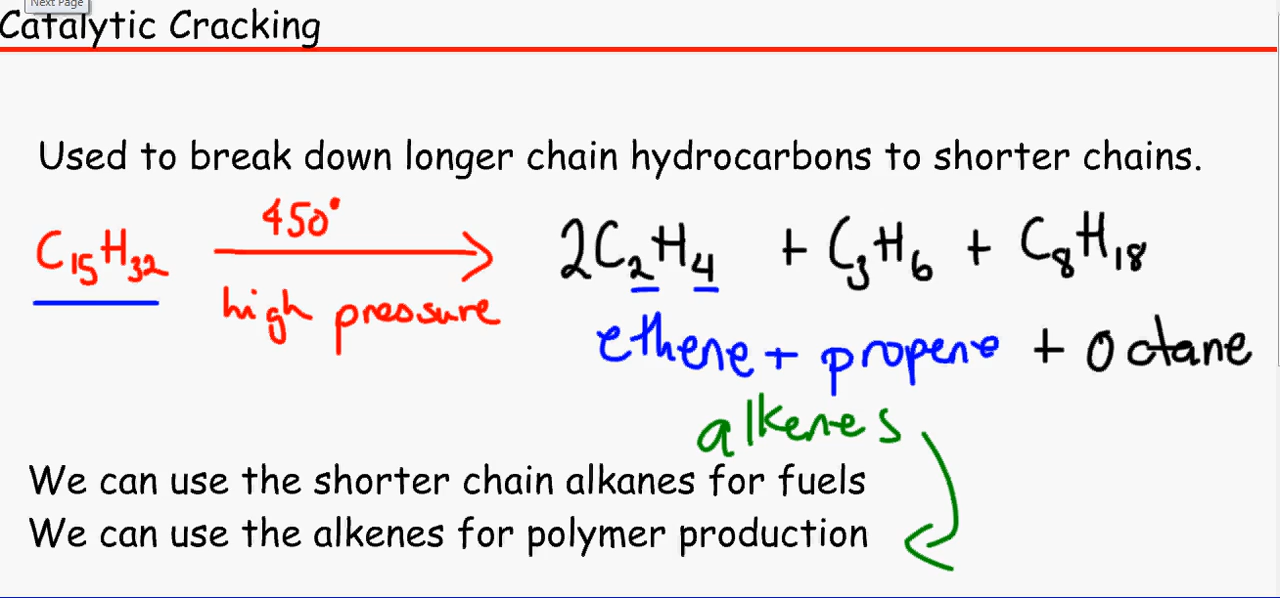 Next Page
Catalytic Cracking
Used to break down longer chain hydrocarbons to shorter chains.
450°
C₁₅H₃₂ → 2C₂H₄ + C₃H₆ + C₈H₁₈
high pressure
ethene + propene + Octane
alkenes
We can use the shorter chain alkanes for fuels
We can use the alkenes for polymer production